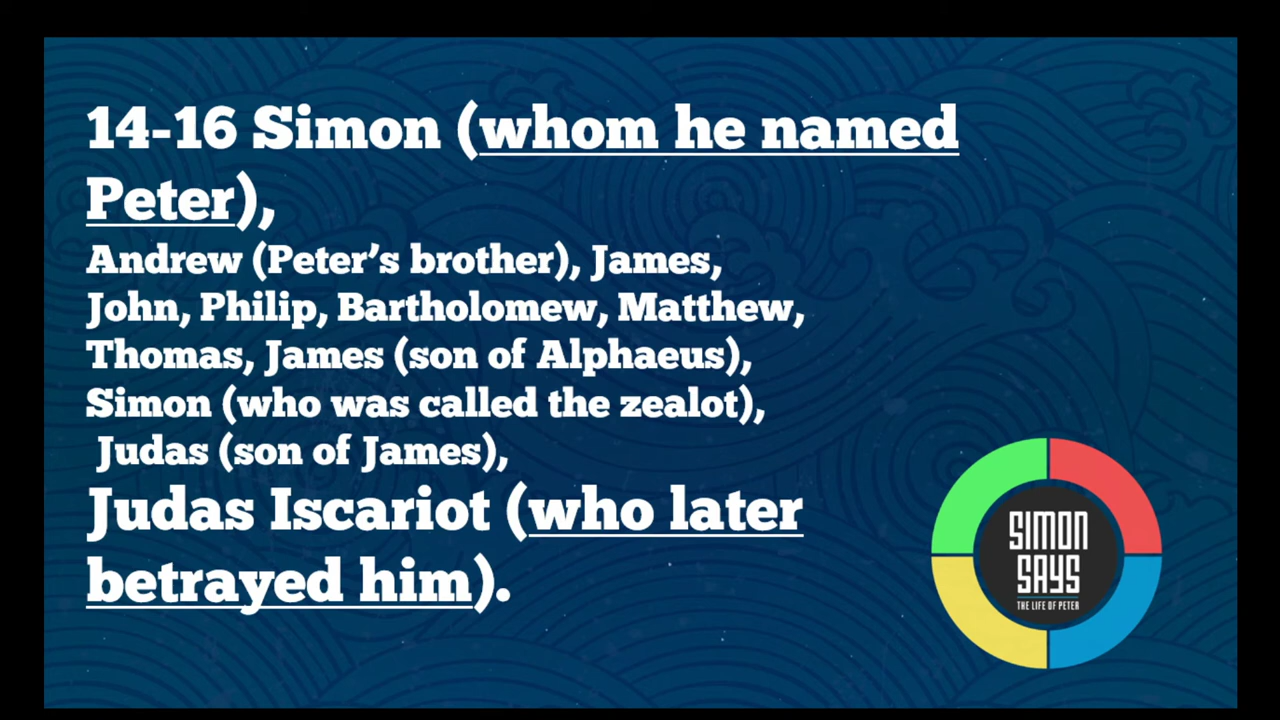 14-16 Simon (whom he named
Peter),
Andrew (Peter’s brother), James,
John, Philip, Bartholomew, Matthew,
Thomas, James (son of Alphaeus),
Simon (who was called the zealot),
Judas (son of James),
Judas Iscariot (who later
betrayed him).
SIMON
SAYS
THE LIFE OF PETER